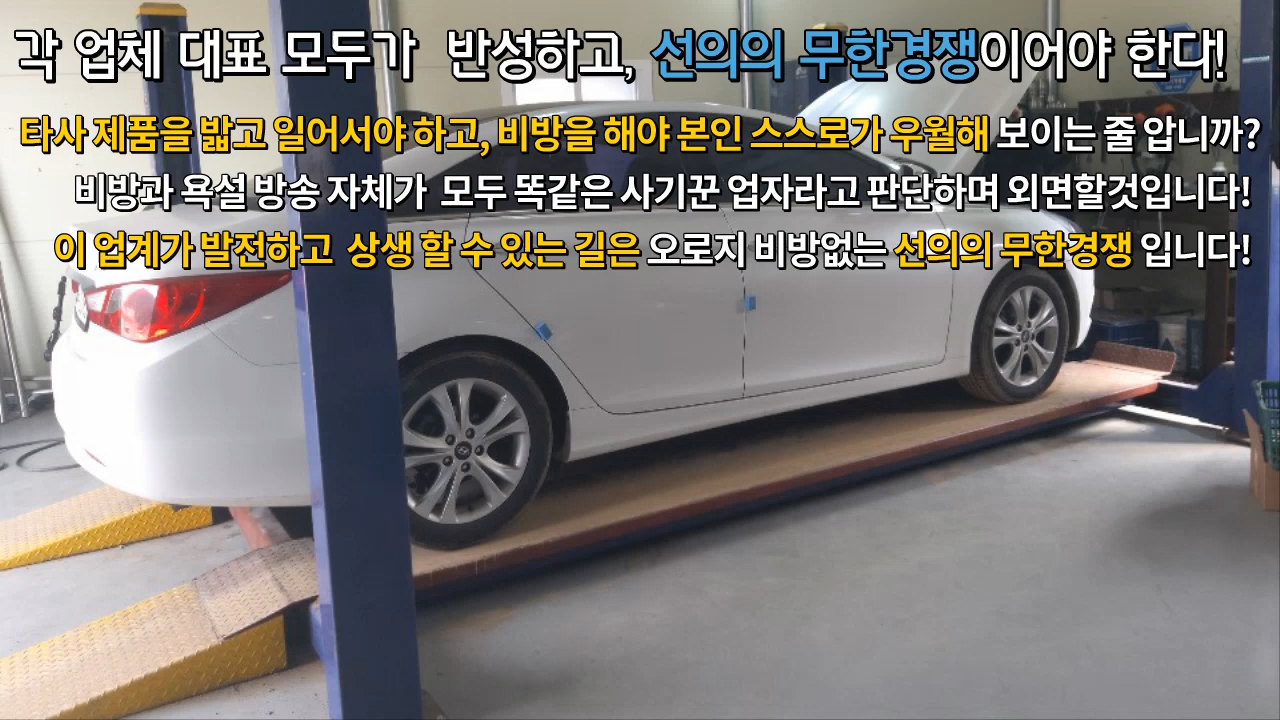 각 업체 대표 모두가 반성하고, 선의의 무한경쟁이어야 한다!
타사 제품을 밟고 일어서야 하고, 비방을 해야 본인 스스로가 우월해 보이는 줄 압니까?
비방과 욕설 방송 자체가 모두 똑같은 사기꾼 업자라고 판단하며 외면할것입니다!
이 업계가 발전하고 상생 할 수 있는 길은 오로지 비방없는 선의의 무한경쟁 입니다!